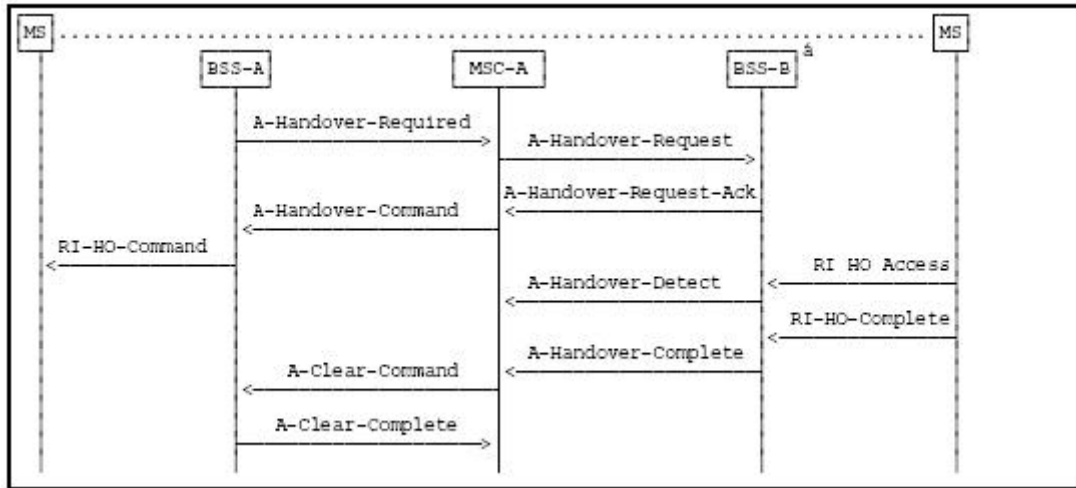 MS MS
BSS-A MSC-A BSS-B á
A-Handover-Required
A-Handover-Request
A-Handover-Request-Ack
A-Handover-Command
RI-HO-Command
RI HO Access
A-Handover-Detect
RI-HO-Complete
A-Handover-Complete
A-Clear-Command
A-Clear-Complete